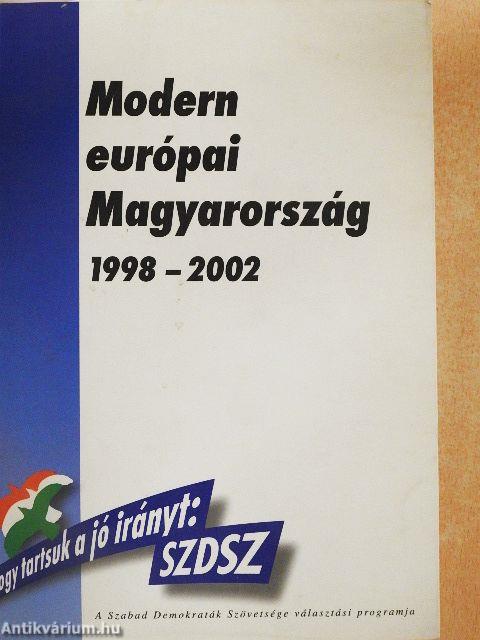 Modern
európai
Magyarország
1998 – 2002
ogy tartsuk a jó irányt:
SZDSZ
A Szabad Demokraták Szövetsége választási programja
Antikvárium.hu